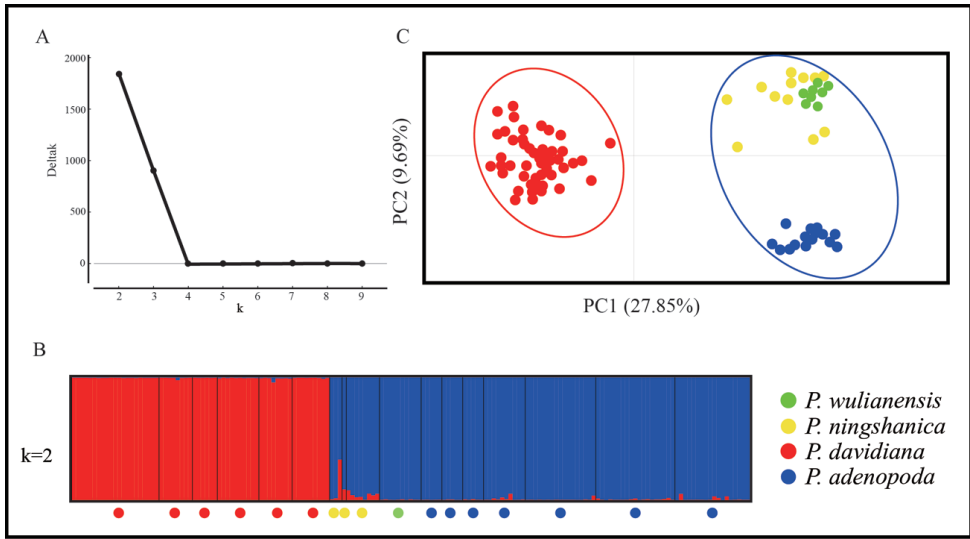 A
2000
1500
1000
500
0
Deltak
2 3 4 5 6 7 8 9
k
C
PC2 (9.69%)
PC1 (27.85%)
B
k=2
P. wulianensis
P. ningshanica
P. davidiana
P. adenopoda